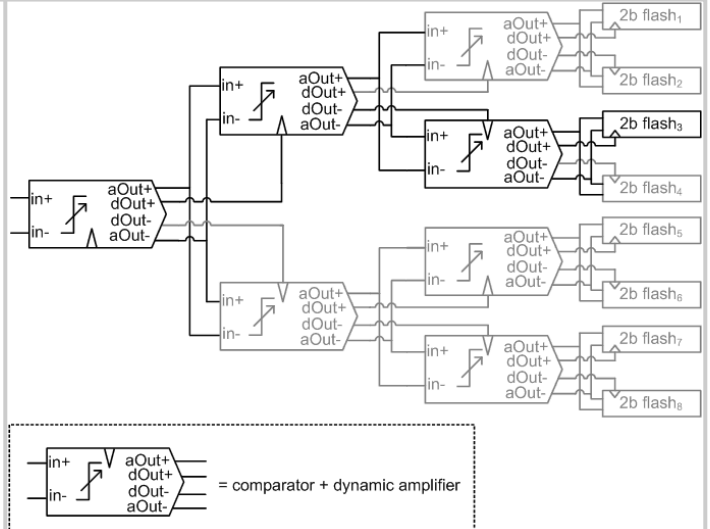 in+
in-
aOut+
dOut+
dOut-
aOut-
in+
in-
aOut+
dOut+
dOut-
aOut-
in+
in-
aOut+
dOut+
dOut-
aOut-
in+
in-
aOut+
dOut+
dOut-
aOut-
in+
in-
aOut+
dOut+
dOut-
aOut-
in+
in-
aOut+
dOut+
dOut-
aOut-
in+
in-
aOut+
dOut+
dOut-
aOut-
2b flash₁
2b flash₂
2b flash₃
2b flash₄
2b flash₅
2b flash₆
2b flash₇
2b flash₈
in+
in-
aOut+
dOut+
dOut-
aOut-
= comparator + dynamic amplifier